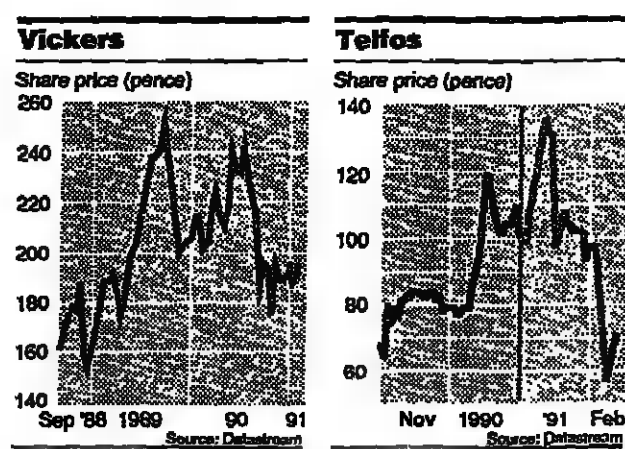 Vickers
Share price (pence)
260
240
220
200
180
160
140
Sep '88 1989 90 91
Source: Datastream
Telfos
Share price (pence)
140
120
100
80
60
Nov 1990 '91 Feb
Source: Datastream